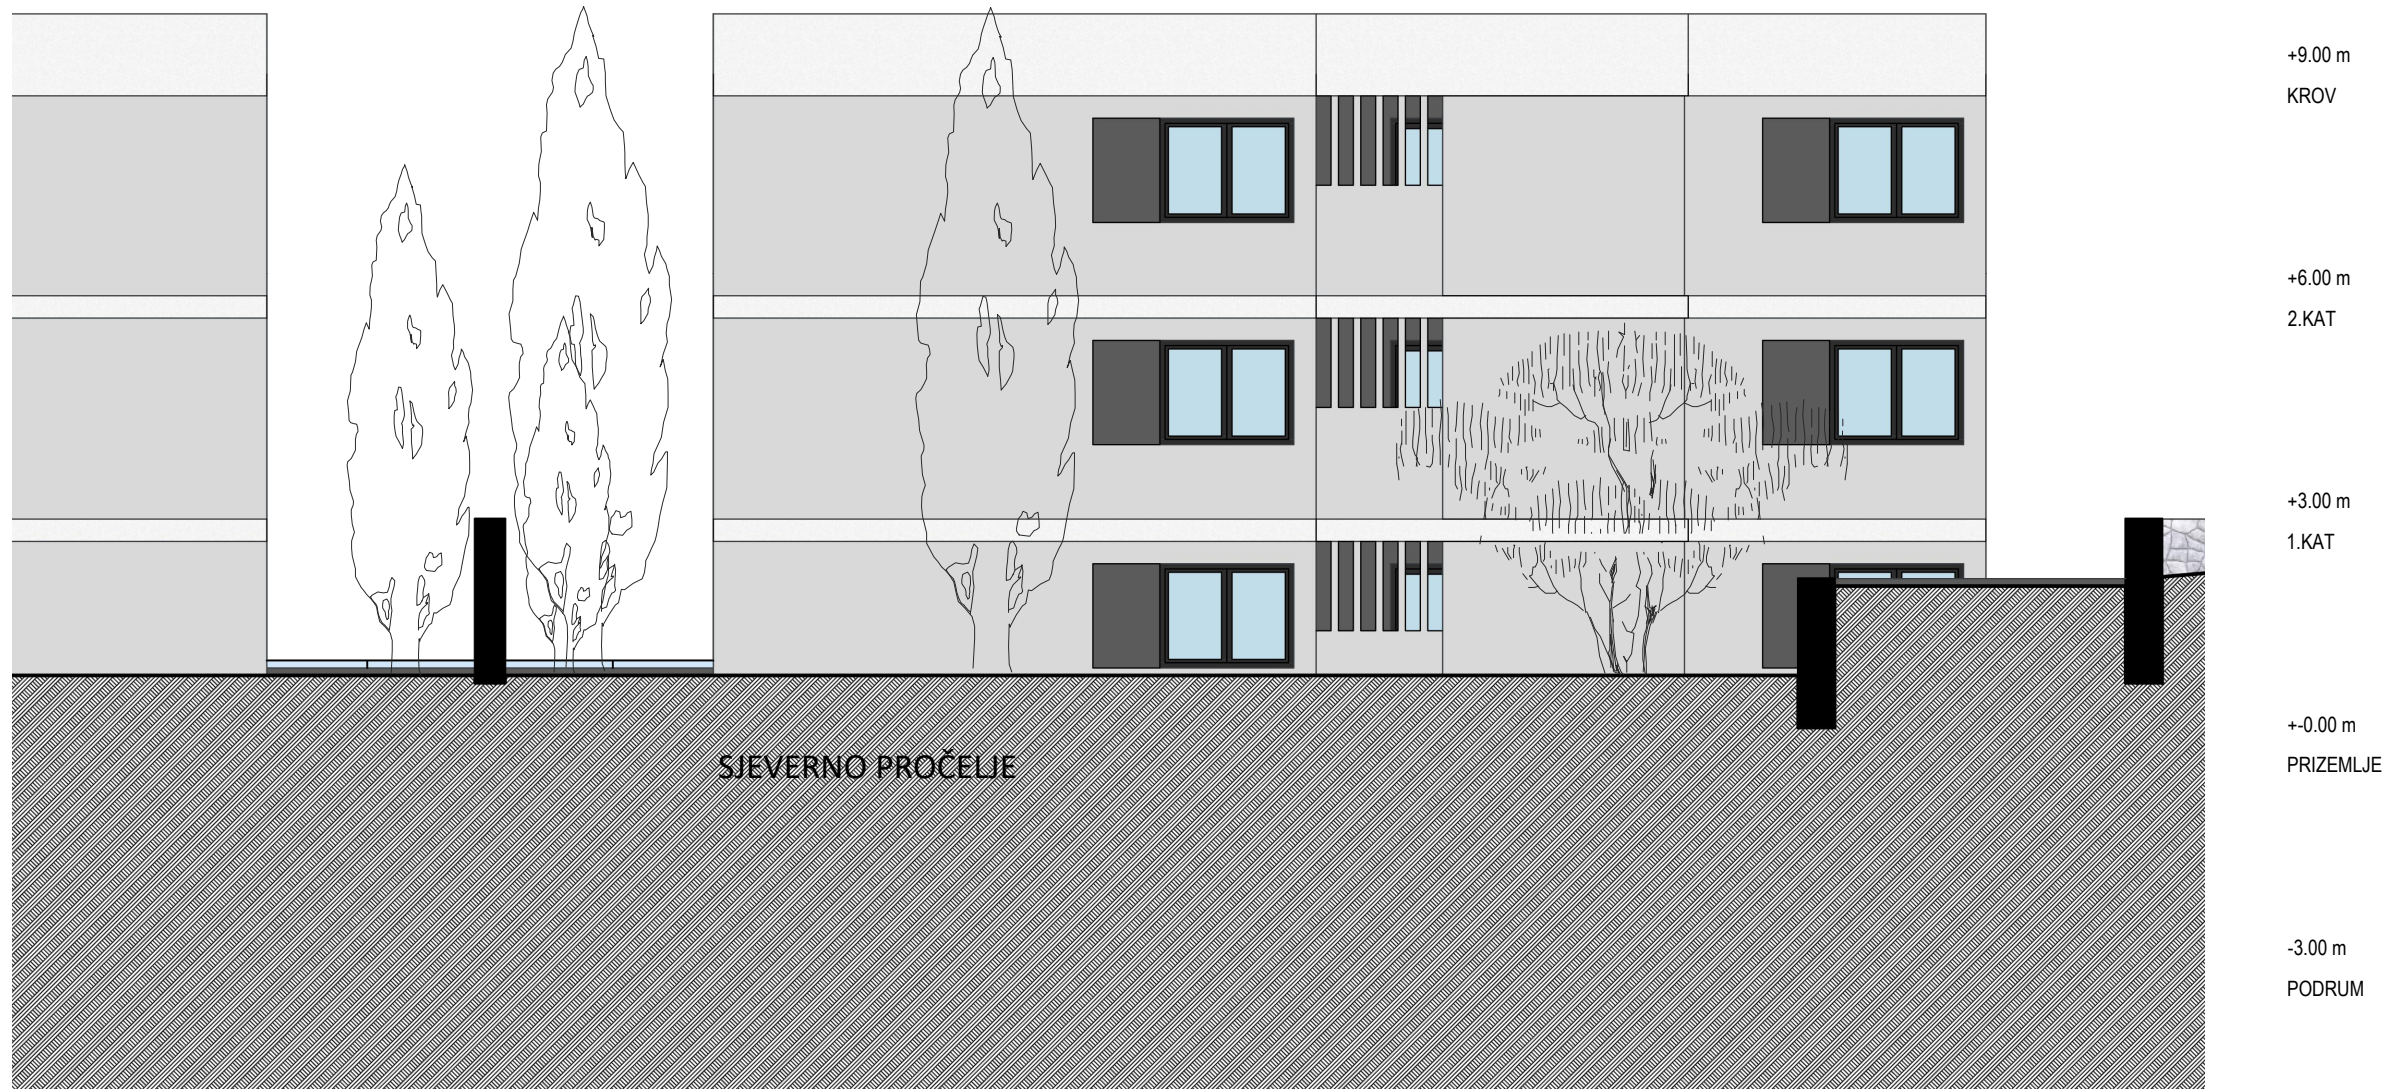 +9.00 m
KROV
+6.00 m
2.KAT
+3.00 m
1.KAT
+-0.00 m
PRIZEMLJE
SJEVERNO PROČELJE
-3.00 m
PODRUM